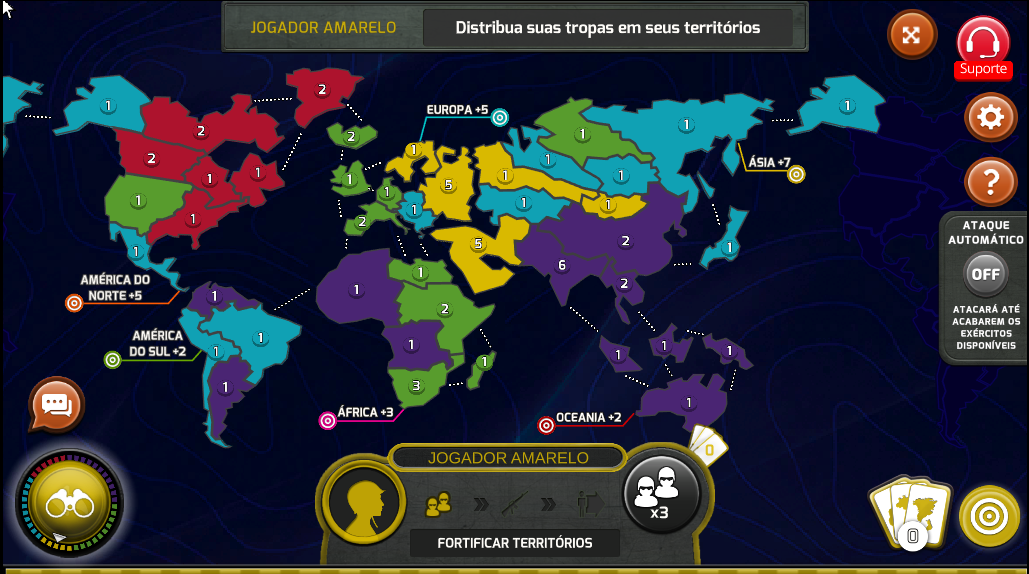 JOGADOR AMARELO
Distribua suas tropas em seus territórios
Suporte
EUROPA +5
ÁSIA +7
ATAQUE
AUTOMÁTICO
OFF
ATACARÁ ATÉ
ACABAREM OS
EXÉRCITOS
DISPONÍVEIS
AMÉRICA DO
NORTE +5
AMÉRICA
DO SUL +2
ÁFRICA +3
OCEANIA +2
1
2
2
2
1
1
1
1
1
2
1
1
1
2
1
5
1
1
1
1
1
1
1
1
1
5
2
6
2
1
1
1
1
1
1
1
2
1
3
1
1
1
1
1
JOGADOR AMARELO
0
x3
FORTIFICAR TERRITÓRIOS
0
?